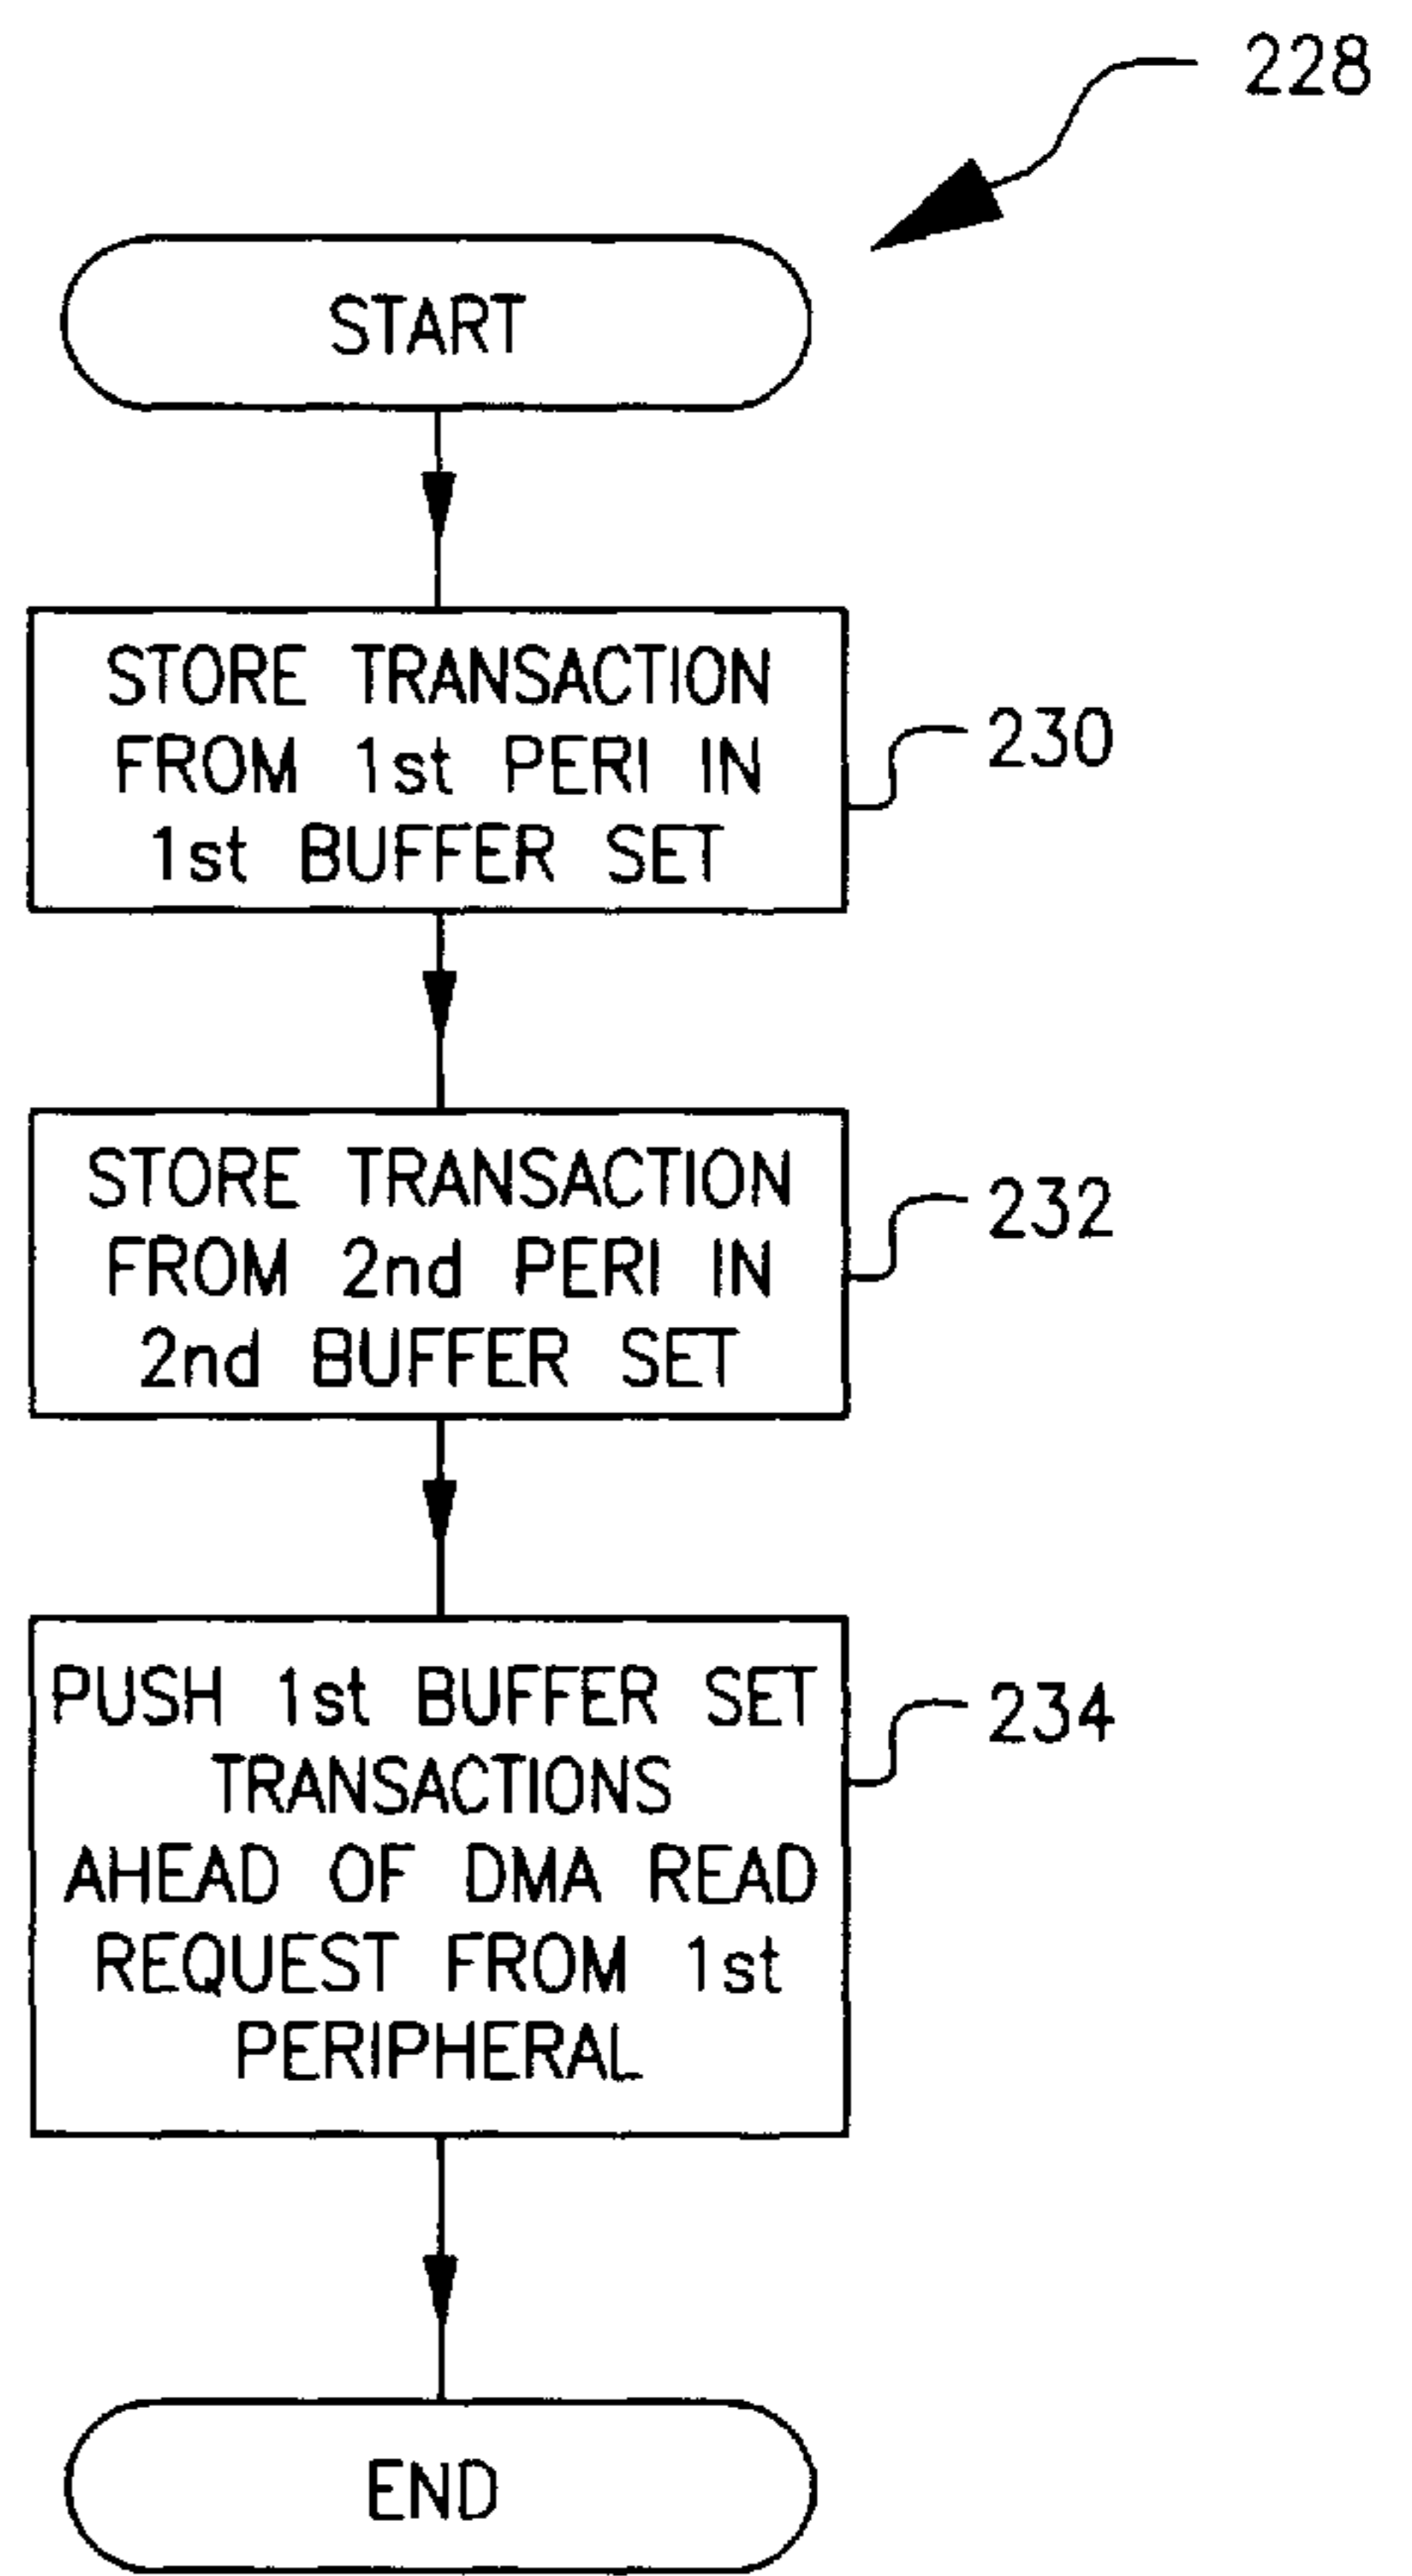 228
START
STORE TRANSACTION
FROM 1st PERI IN
1st BUFFER SET
230
STORE TRANSACTION
FROM 2nd PERI IN
2nd BUFFER SET
232
PUSH 1st BUFFER SET
TRANSACTIONS
AHEAD OF DMA READ
REQUEST FROM 1st
PERIPHERAL
234
END